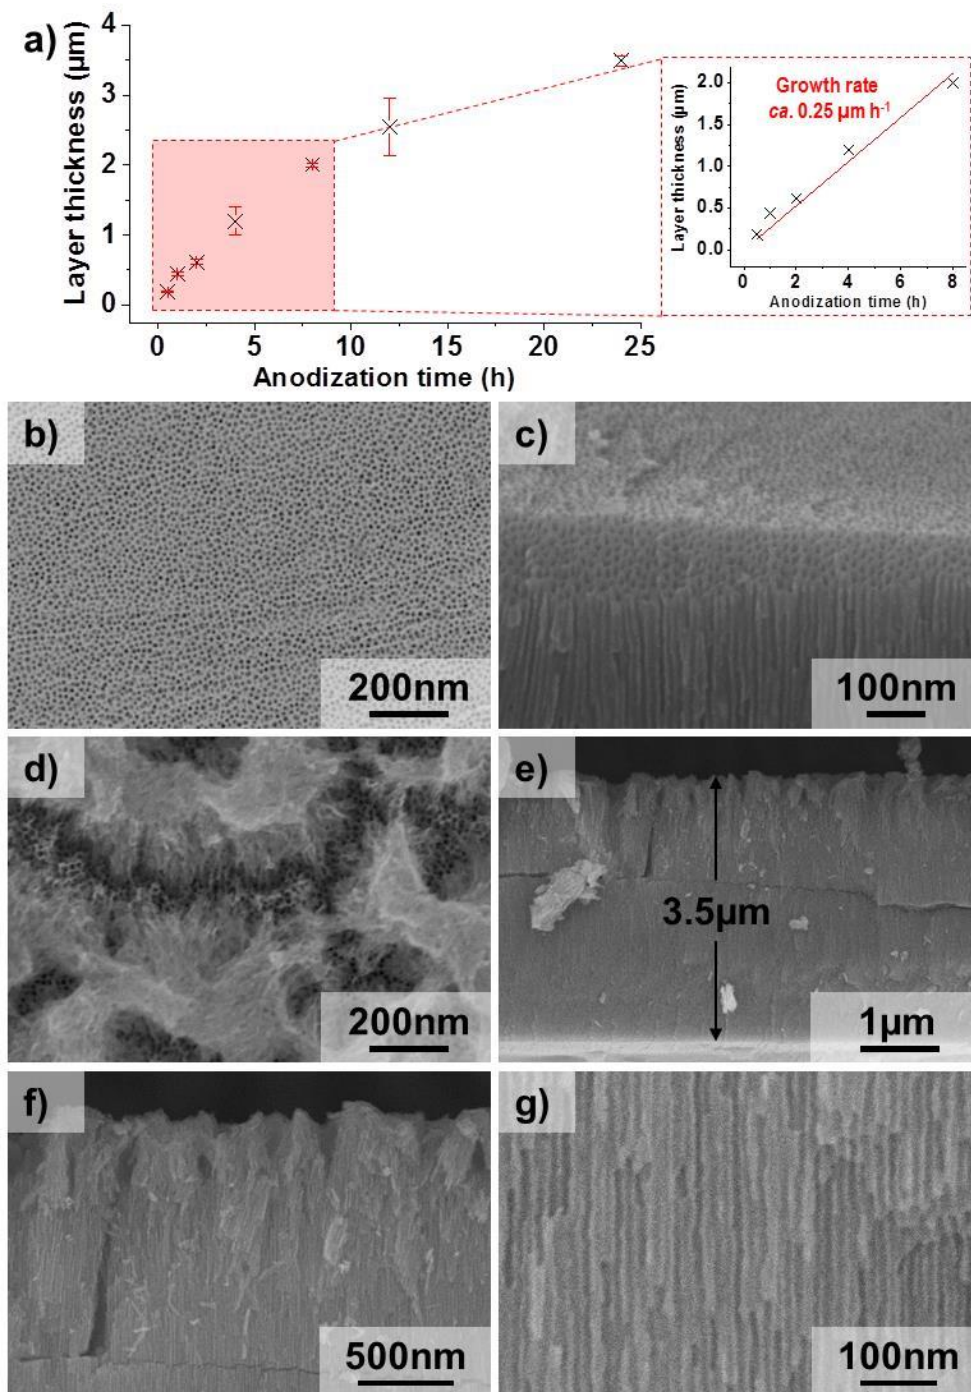 a)
Layer thickness (µm)
4
3
2
1
0
0 5 10 15 20 25
Anodization time (h)
Layer thickness (µm)
2.0
1.5
1.0
0.5
0.0
Growth rate
ca. 0.25 µm h⁻¹
0 2 4 6 8
Anodization time (h)
b)
200nm
c)
100nm
d)
200nm
e)
3.5µm
1µm
f)
500nm
g)
100nm